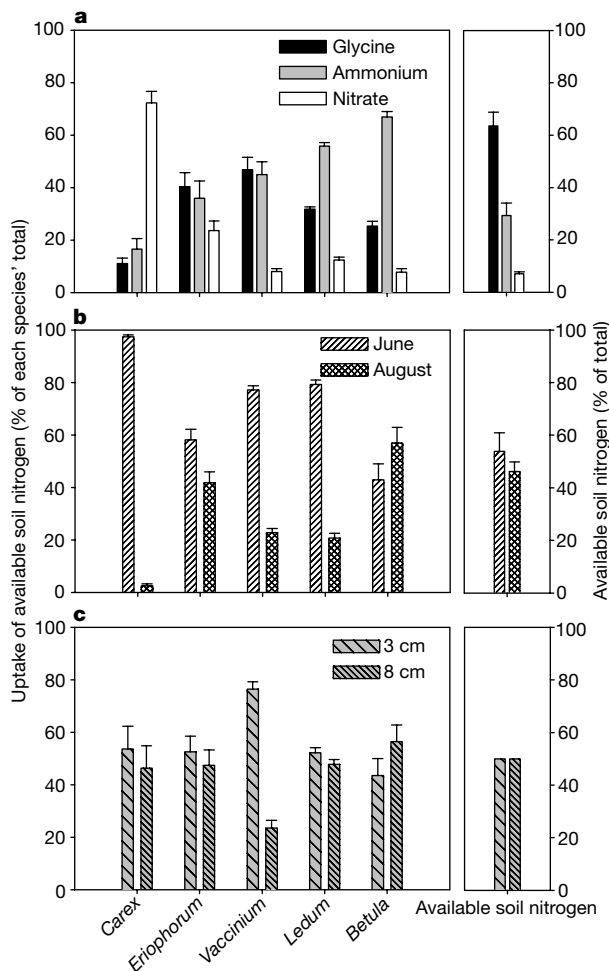 a
100
80
60
40
20
0
Glycine
Ammonium
Nitrate
100
80
60
40
20
0
b
100
80
60
40
20
0
June
August
100
80
60
40
20
0
c
100
80
60
40
20
0
3 cm
8 cm
100
80
60
40
20
0
Uptake of available soil nitrogen (% of each species' total)
Available soil nitrogen (% of total)
Carex
Eriophorum
Vaccinium
Ledum
Betula
Available soil nitrogen